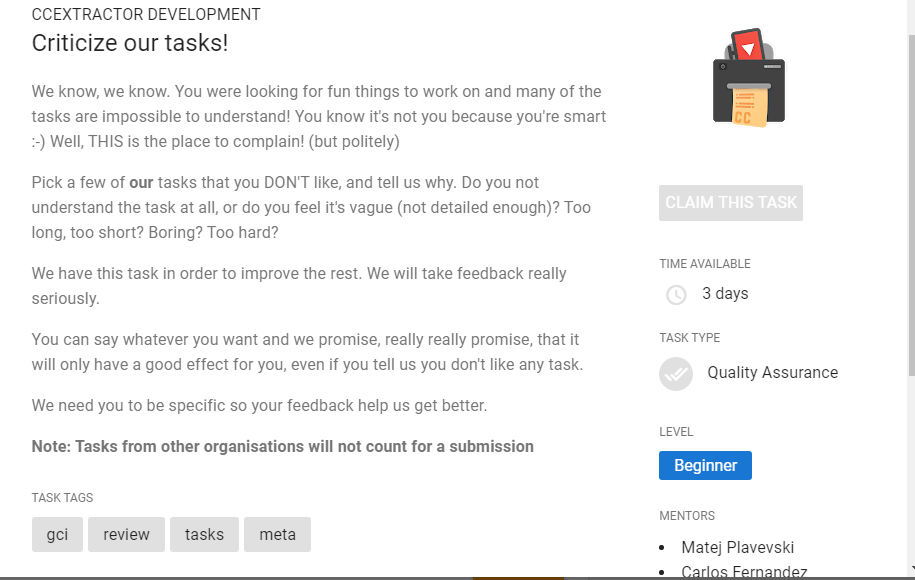 CCEXTRACTOR DEVELOPMENT
Criticize our tasks!
We know, we know. You were looking for fun things to work on and many of the
tasks are impossible to understand! You know it's not you because you're smart
:-) Well, THIS is the place to complain! (but politely)
Pick a few of our tasks that you DON'T like, and tell us why. Do you not
understand the task at all, or do you feel it's vague (not detailed enough)? Too
long, too short? Boring? Too hard?
We have this task in order to improve the rest. We will take feedback really
seriously.
You can say whatever you want and we promise, really really promise, that it
will only have a good effect for you, even if you tell us you don't like any task.
We need you to be specific so your feedback help us get better.
Note: Tasks from other organisations will not count for a submission
TASK TAGS
gci review tasks meta
CC
CLAIM THIS TASK
TIME AVAILABLE
3 days
TASK TYPE
Quality Assurance
LEVEL
Beginner
MENTORS
• Matej Plavevski
• Carlos Fernandez